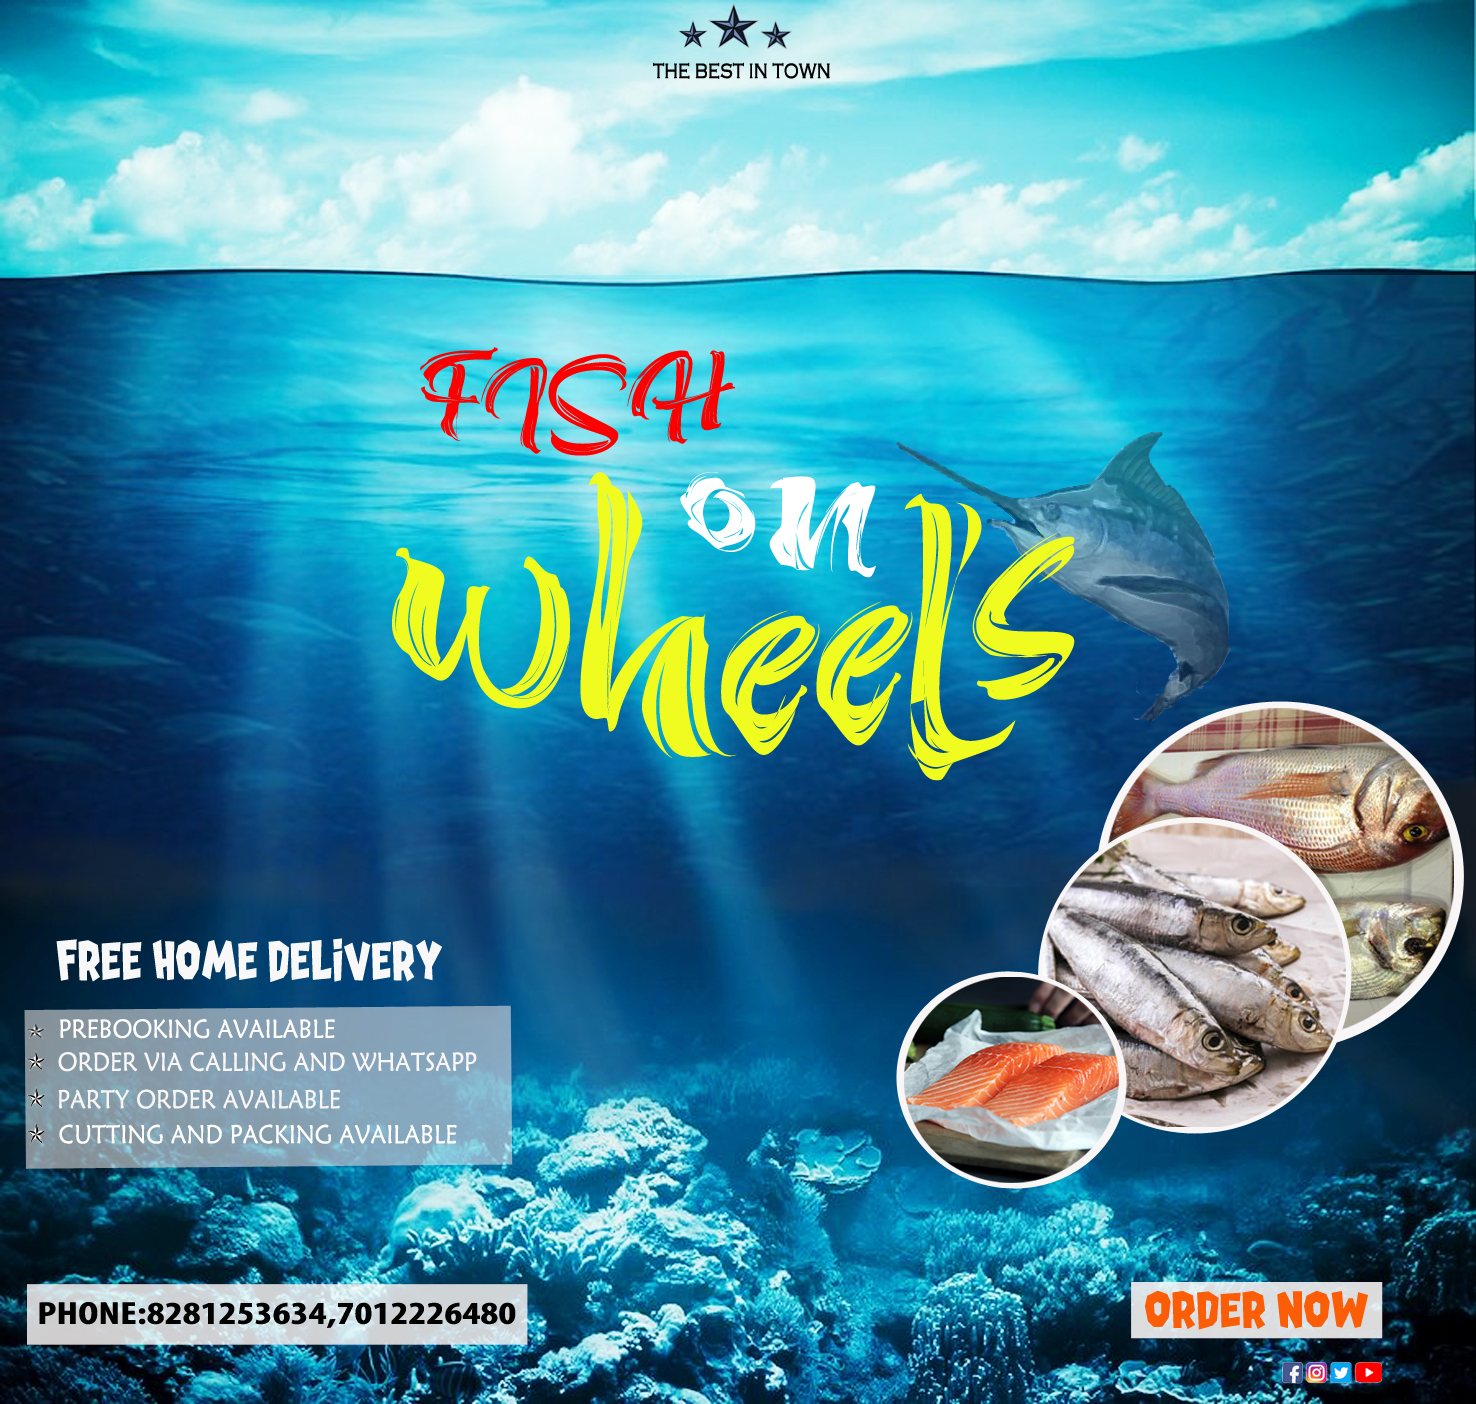 THE BEST IN TOWN
FISH
on
wheel's
FREE HOME DELIVERY
PREBOOKING AVAILABLE
ORDER VIA CALLING AND WHATSAPP
PARTY ORDER AVAILABLE
CUTTING AND PACKING AVAILABLE
PHONE:8281253634,7012226480
ORDER NOW